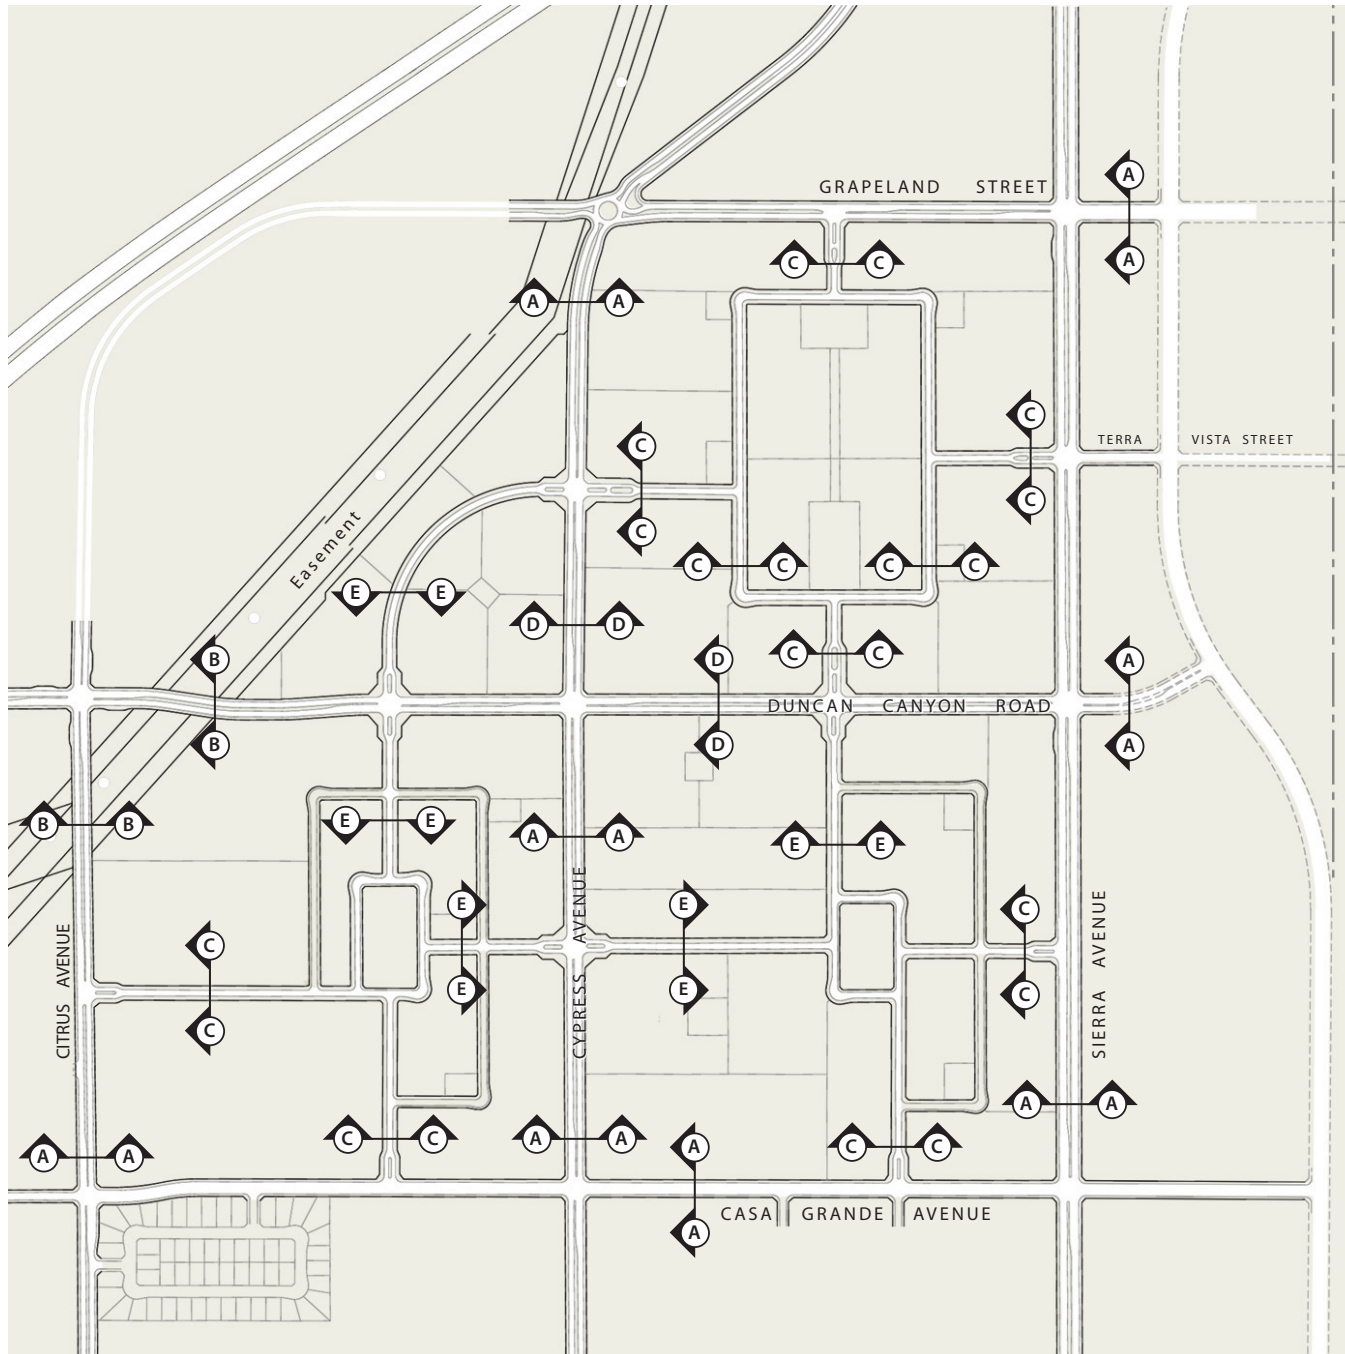 GRAPELAND STREET
A
A
C C
A A
C
C
TERRA VISTA STREET
C
C
Easement
C C
C C
E E
D D
B
B
D
D
C C
A
A
DUNCAN CANYON ROAD
B B
E E
A A
E E
E
E
E
E
C
C
C
C
CITRUS AVENUE
CYPRESS AVENUE
SIERRA AVENUE
A A
A A
C C
A A
A
A
C C
CASA GRANDE AVENUE